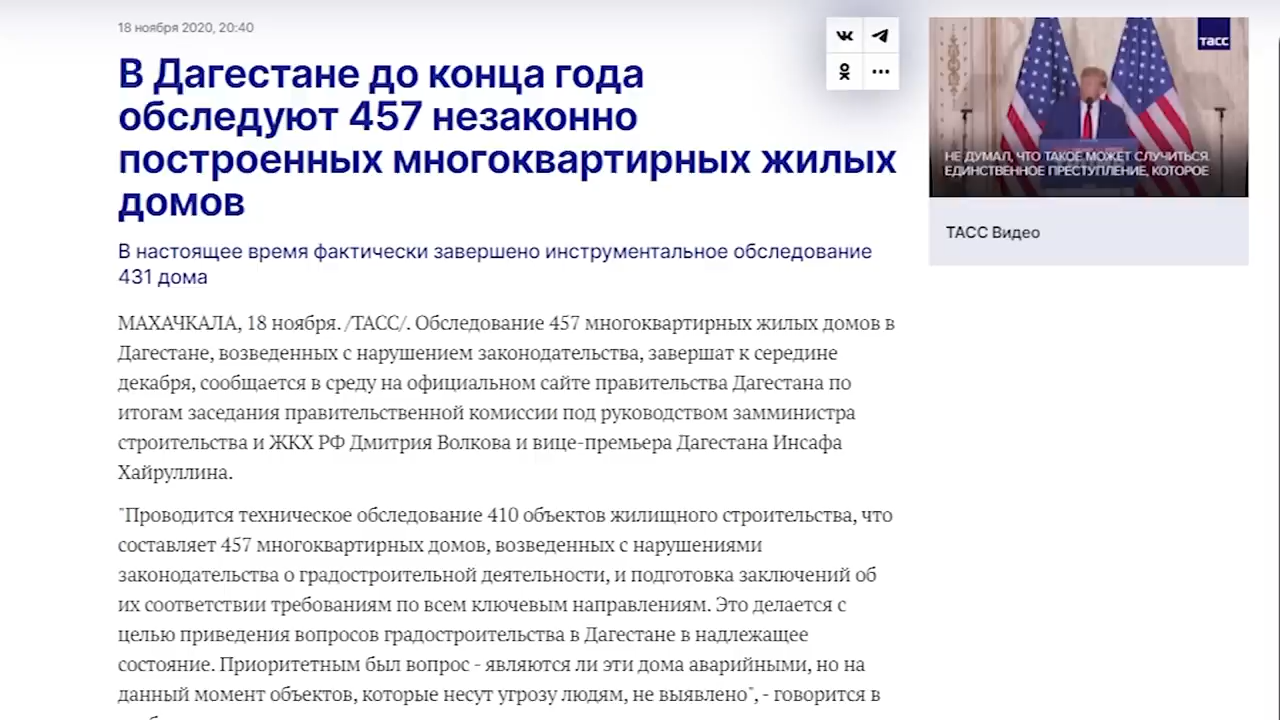 18 ноября 2020, 20:40
В Дагестане до конца года
обследуют 457 незаконно
построенных многоквартирных жилых
домов
В настоящее время фактически завершено инструментальное обследование
431 дома
МАХАЧКАЛА, 18 ноября. /ТАСС/. Обследование 457 многоквартирных жилых домов в
Дагестане, возведенных с нарушением законодательства, завершат к середине
декабря, сообщается в среду на официальном сайте правительства Дагестана по
итогам заседания правительственной комиссии под руководством замминистра
строительства и ЖКХ РФ Дмитрия Волкова и вице-премьера Дагестана Инсафа
Хайруллина.
"Проводится техническое обследование 410 объектов жилищного строительства, что
составляет 457 многоквартирных домов, возведенных с нарушениями
законодательства о градостроительной деятельности, и подготовка заключений об
их соответствии требованиям по всем ключевым направлениям. Это делается с
целью приведения вопросов градостроительства в Дагестане в надлежащее
состояние. Приоритетным был вопрос - являются ли эти дома аварийными, но на
данный момент объектов, которые несут угрозу людям, не выявлено", - говорится в
ТАСС
НЕ ДУМАЛ, ЧТО ТАКОЕ МОЖЕТ СЛУЧИТЬСЯ.
ЕДИНСТВЕННОЕ ПРЕСТУПЛЕНИЕ, КОТОРОЕ
ТАСС Видео